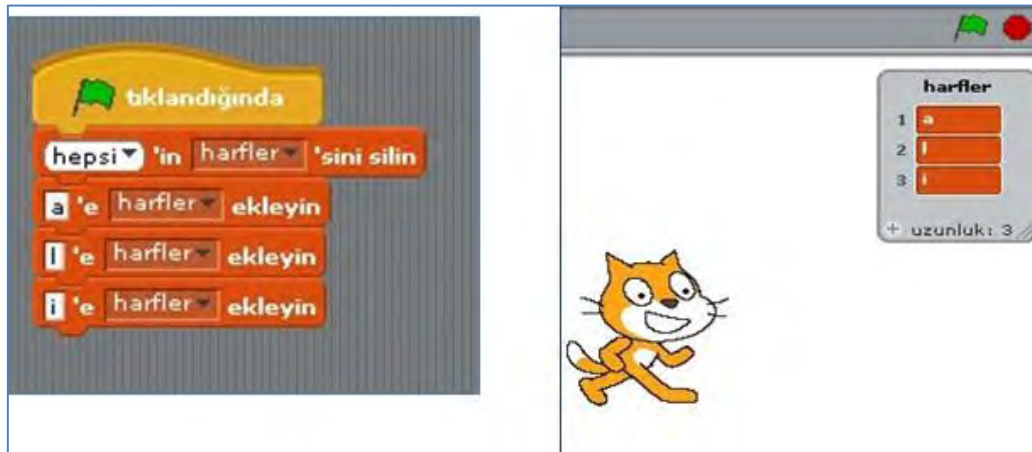 tıklandığında
hepsi 'in harfler 'sini silin
a 'e harfler ekleyin
l 'e harfler ekleyin
i 'e harfler ekleyin
harfler
1 a
2 l
3 i
+ uzunluk: 3